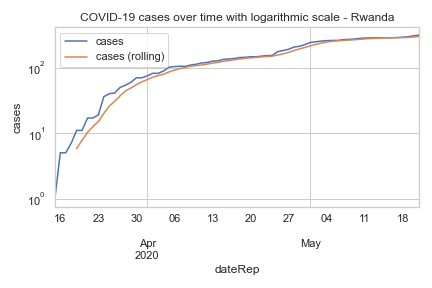 COVID-19 cases over time with logarithmic scale - Rwanda
cases
cases (rolling)
10²
10¹
10⁰
cases
16 23 30 06 13 20 27 04 11 18
Apr May
2020
dateRep